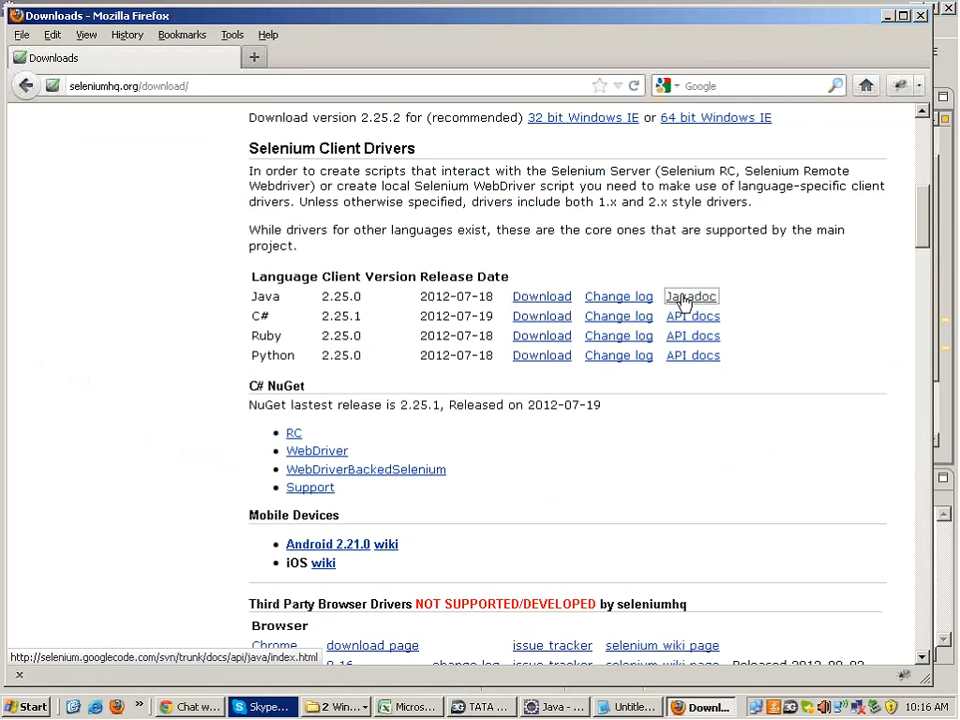 Downloads - Mozilla Firefox
File Edit View History Bookmarks Tools Help
Downloads
seleniumhq.org/download/
Google
Download version 2.25.2 for (recommended) 32 bit Windows IE or 64 bit Windows IE
Selenium Client Drivers
In order to create scripts that interact with the Selenium Server (Selenium RC, Selenium Remote
Webdriver) or create local Selenium WebDriver script you need to make use of language-specific client
drivers. Unless otherwise specified, drivers include both 1.x and 2.x style drivers.
While drivers for other languages exist, these are the core ones that are supported by the main
project.
Language Client Version Release Date
Java 2.25.0 2012-07-18 Download Change log Javadoc
C# 2.25.1 2012-07-19 Download Change log API docs
Ruby 2.25.0 2012-07-18 Download Change log API docs
Python 2.25.0 2012-07-18 Download Change log API docs
C# NuGet
NuGet lastest release is 2.25.1, Released on 2012-07-19
RC
WebDriver
WebDriverBackedSelenium
Support
Mobile Devices
Android 2.21.0 wiki
iOS wiki
Third Party Browser Drivers NOT SUPPORTED/DEVELOPED by seleniumhq
Browser
Chrome download page issue tracker selenium wiki page
change log issue tracker selenium wiki page
http://selenium.googlecode.com/svn/trunk/docs/api/java/index.html
Start Chat w... Skype... 2 Win... Micros... TATA ... Java - ... Untitle... Downl... 10:16 AM